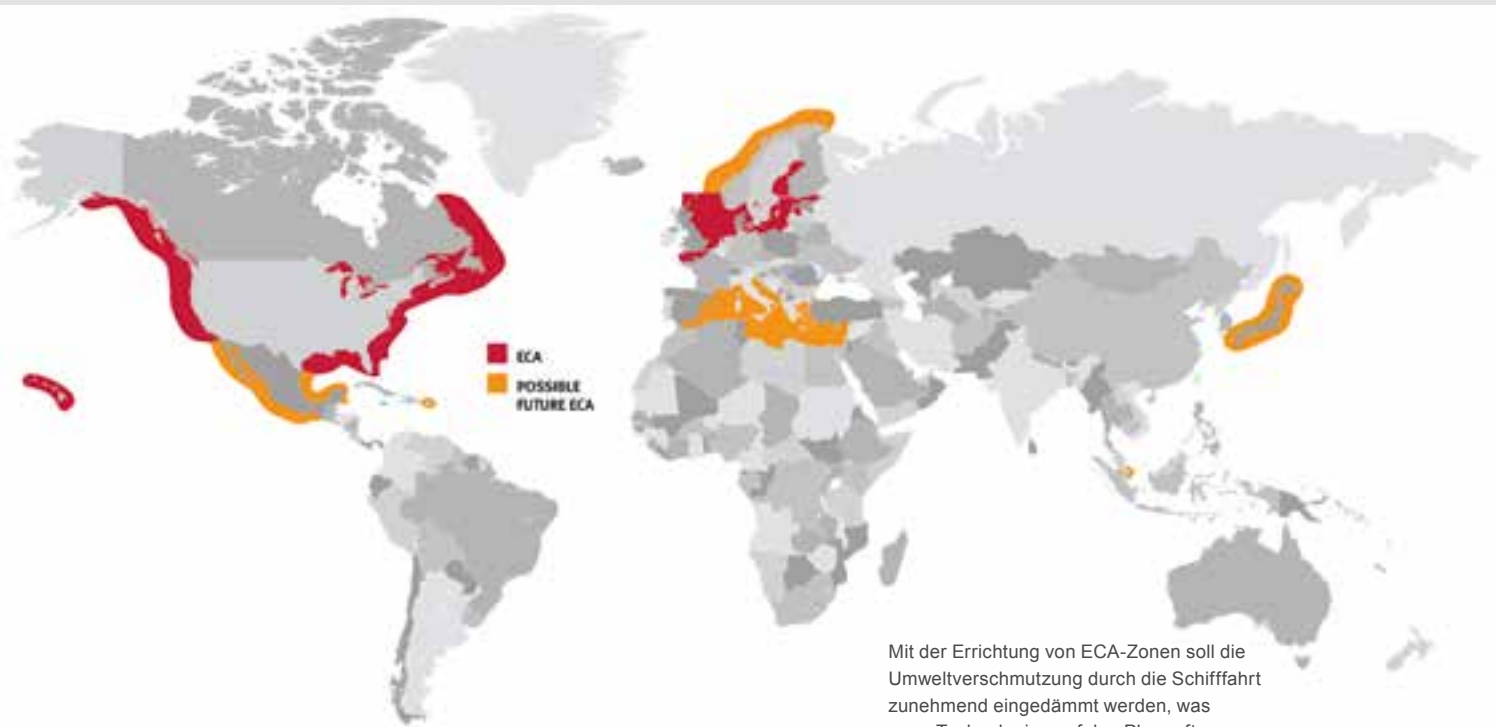 ECA
POSSIBLE
FUTURE ECA
Mit der Errichtung von ECA-Zonen soll die
Umweltverschmutzung durch die Schifffahrt
zunehmend eingedämmt werden, was